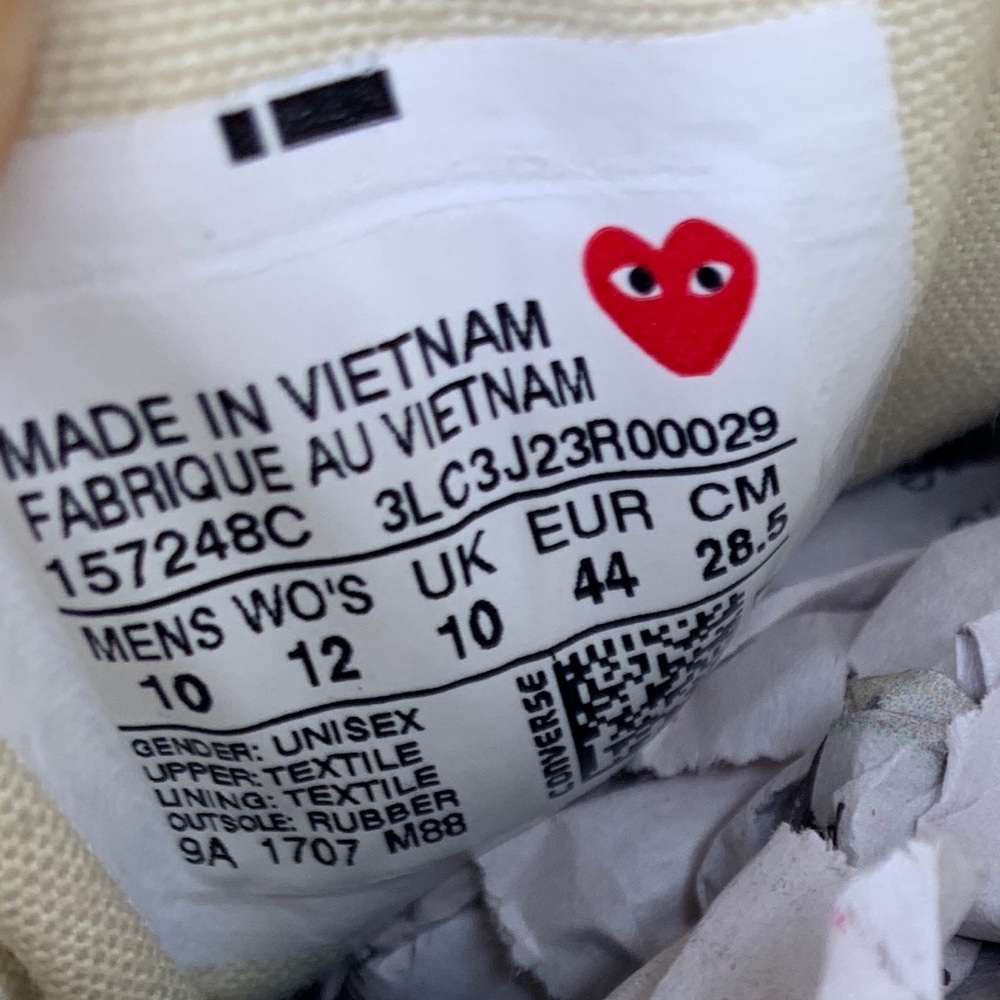 MADE IN VIETNAM
FABRIQUE AU VIETNAM
157248C 3LC3J23R00029
MENS WO'S UK EUR CM
10 12 10 44 28.5
GENDER: UNISEX
UPPER: TEXTILE
LINING: TEXTILE
OUTSOLE: RUBBER
9A 1707 M88
CONVERSE